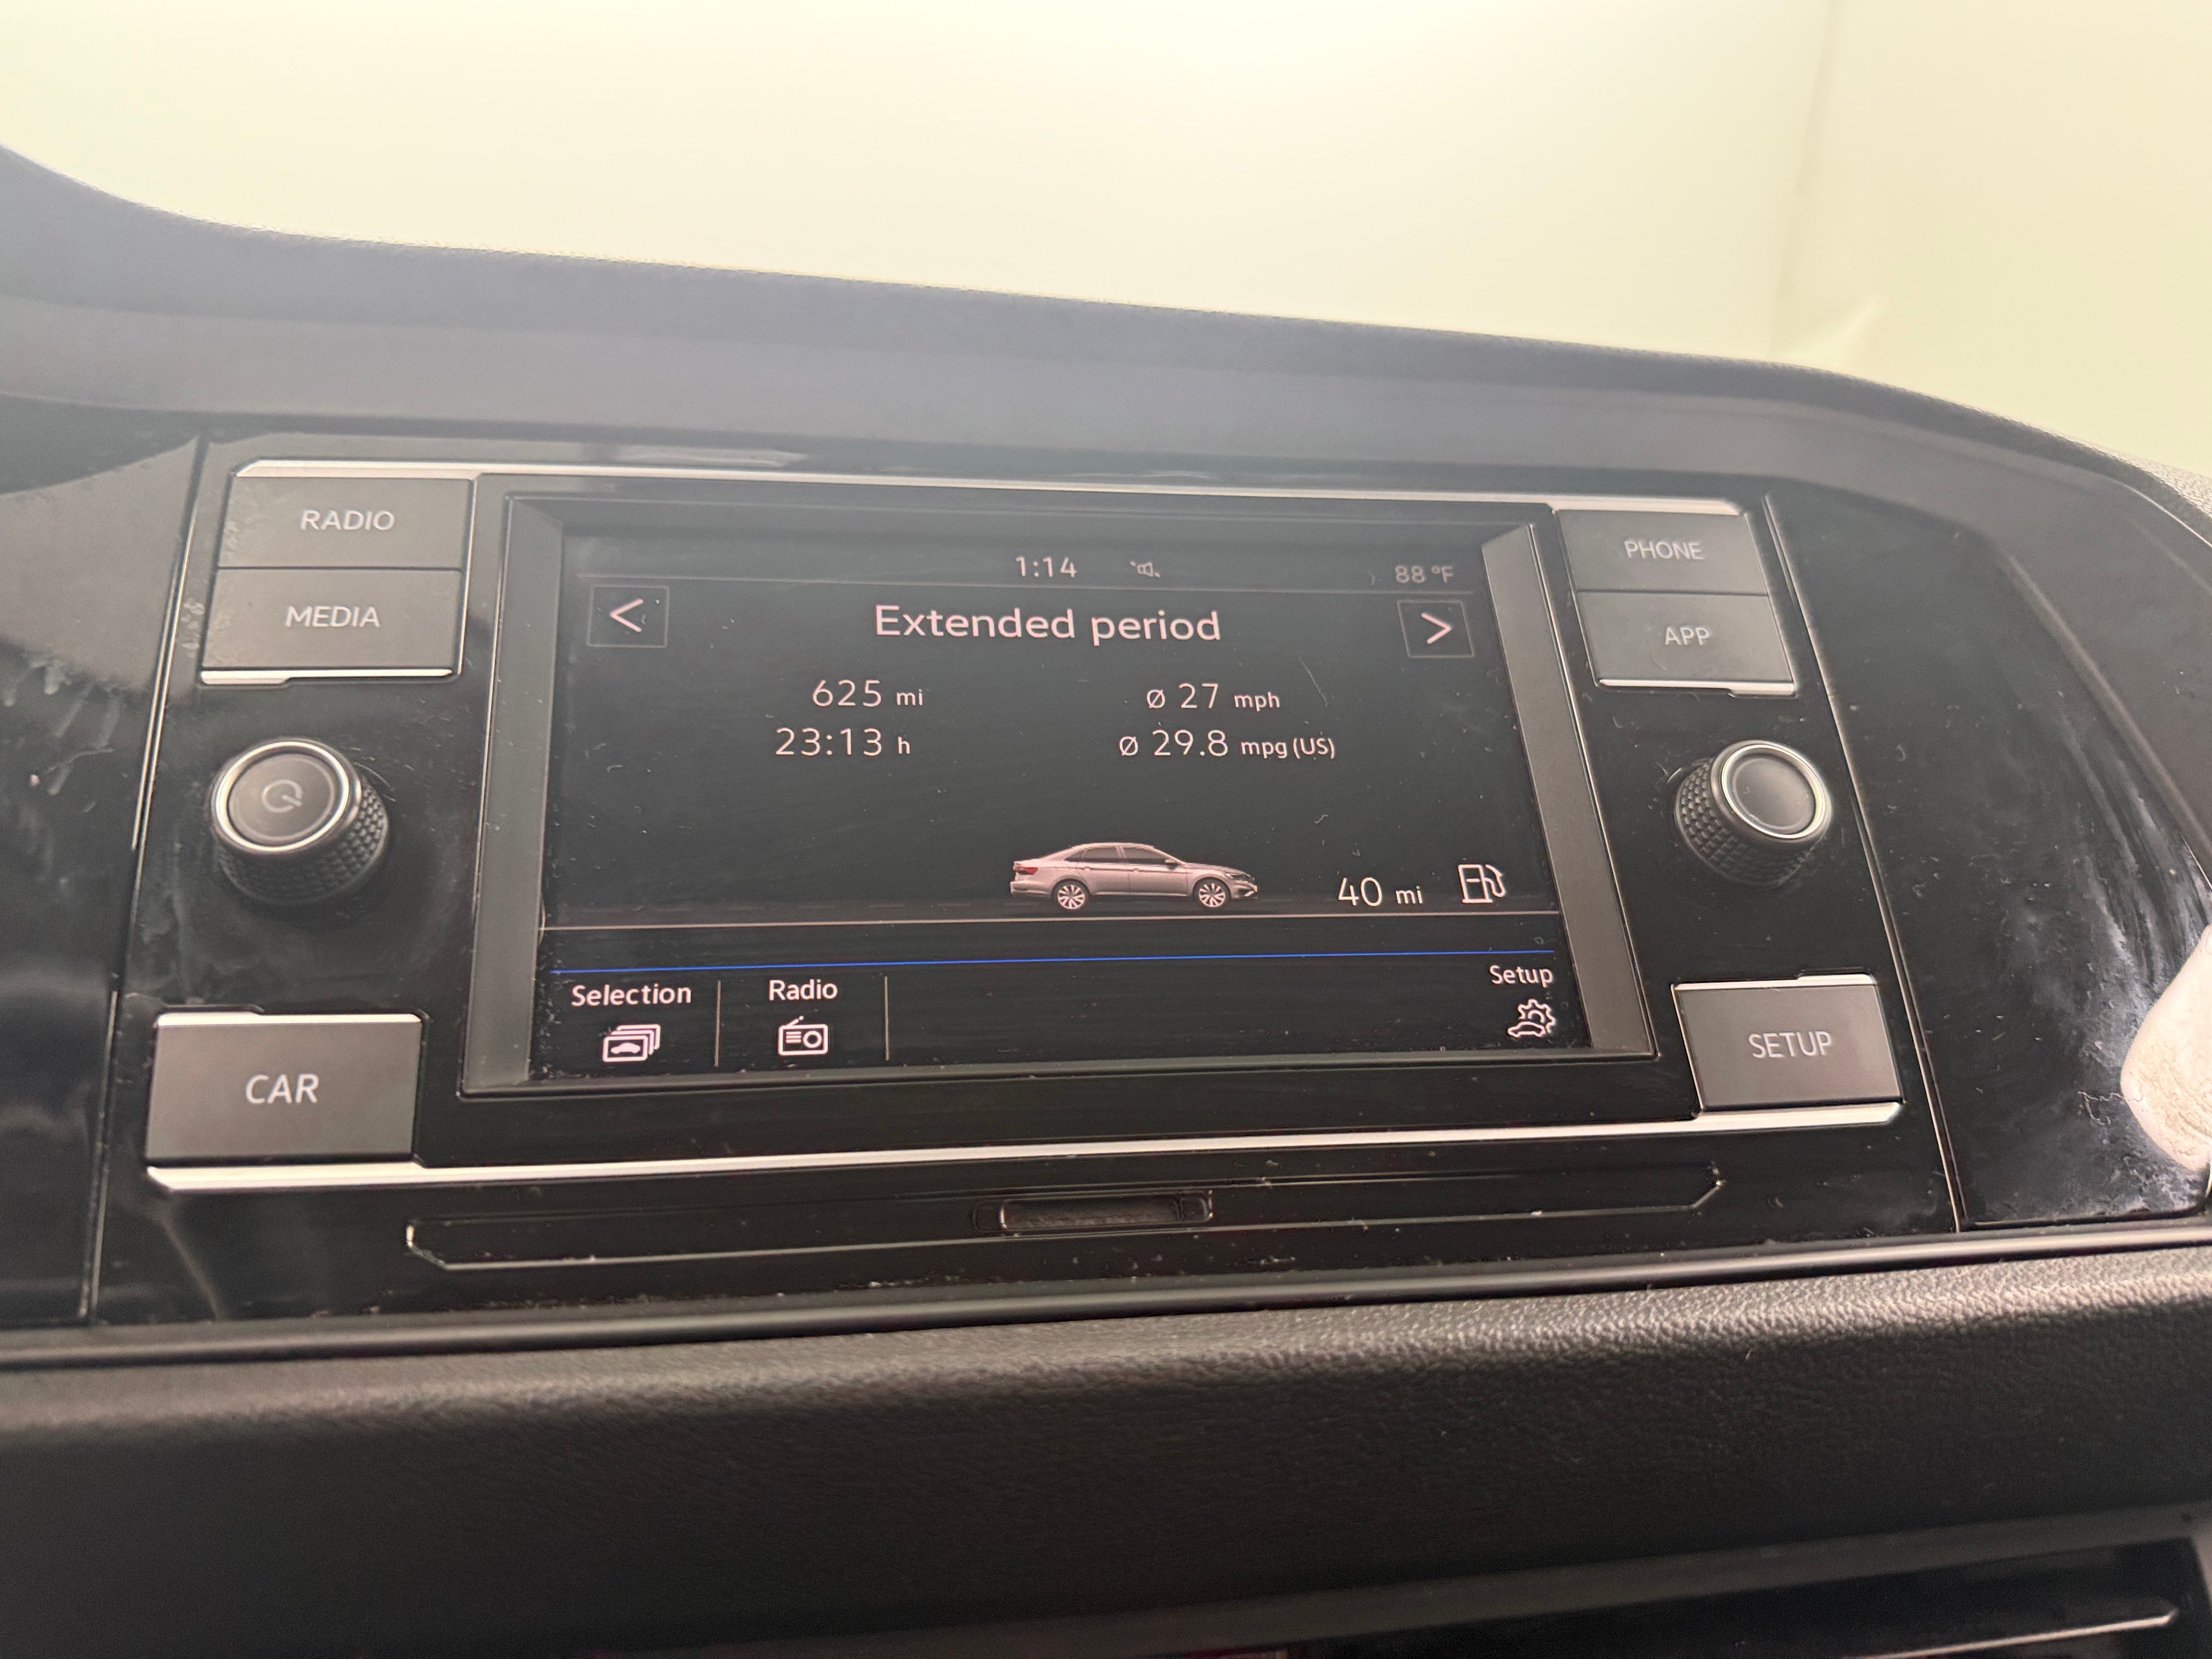 RADIO
MEDIA
CAR
1:14
88 °F
<
Extended period
>
625 mi
Ø 27 mph
23:13 h
Ø 29.8 mpg (US)
40 mi
Selection
Radio
Setup
PHONE
APP
SETUP